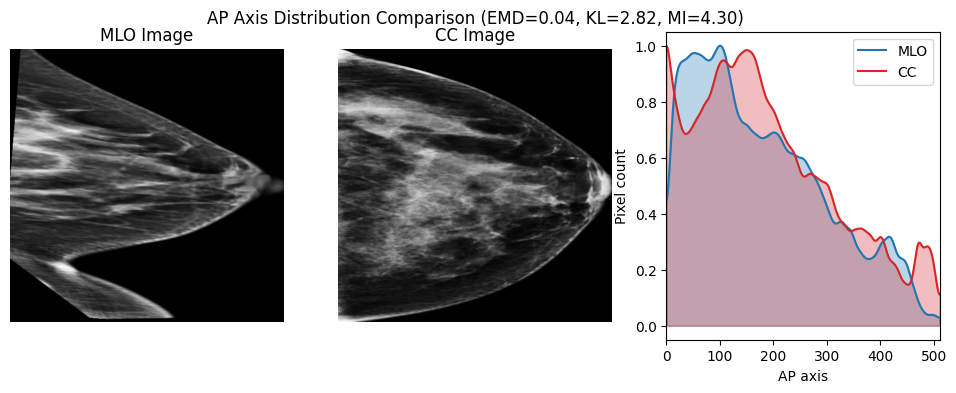 AP Axis Distribution Comparison (EMD=0.04, KL=2.82, MI=4.30)
MLO Image
CC Image
MLO
CC
Pixel count
1.0
0.8
0.6
0.4
0.2
0.0
0 100 200 300 400 500
AP axis